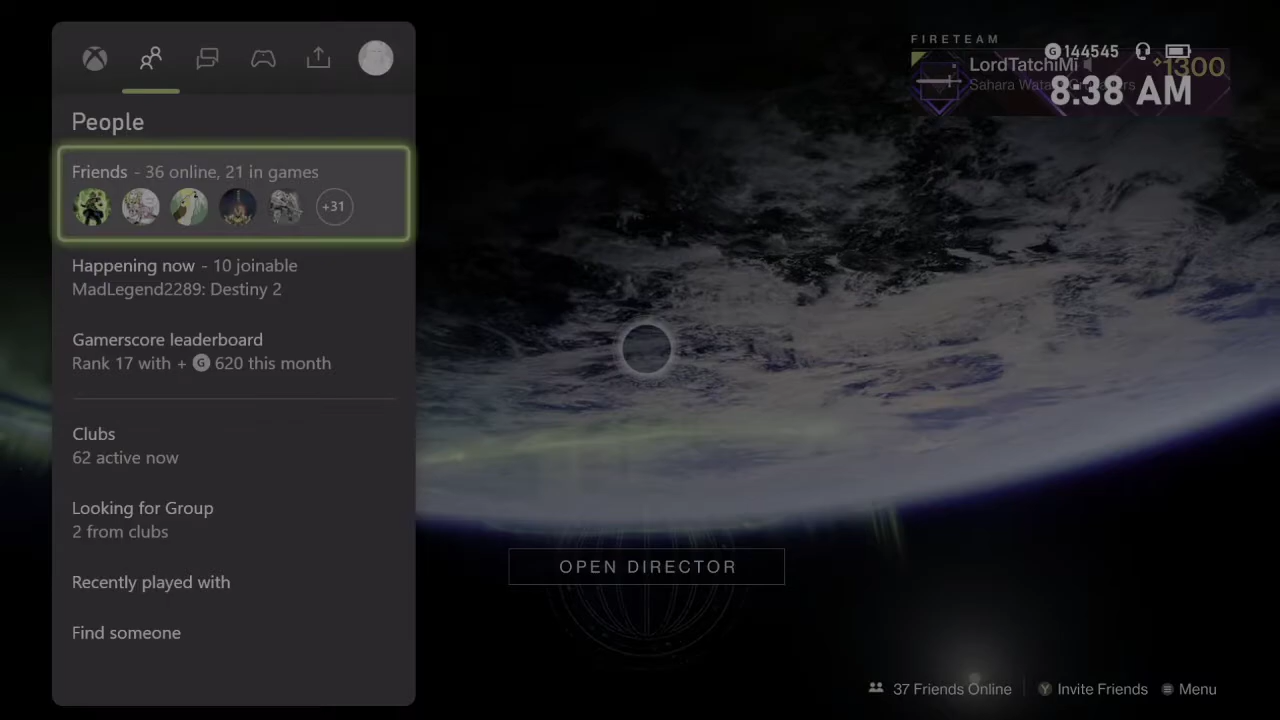 People
Friends - 36 online, 21 in games
+31
Happening now - 10 joinable
MadLegend2289: Destiny 2
Gamerscore leaderboard
Rank 17 with + G 620 this month
Clubs
62 active now
Looking for Group
2 from clubs
Recently played with
Find someone
FIRETEAM
G 144545
LordTatchiMi
1300
Sahara
8:38 AM
OPEN DIRECTOR
37 Friends Online
Y Invite Friends
Menu